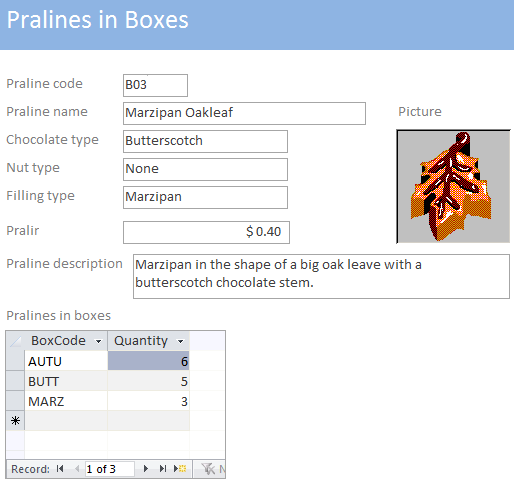 Pralines in Boxes
Praline code B03
Praline name Marzipan Oakleaf Picture
Chocolate type Butterscotch
Nut type None
Filling type Marzipan
Pralir $ 0.40
Praline description Marzipan in the shape of a big oak leave with a
butterscotch chocolate stem.
Pralines in boxes
BoxCode Quantity
AUTU 6
BUTT 5
MARZ 3
Record: 1 of 3 N